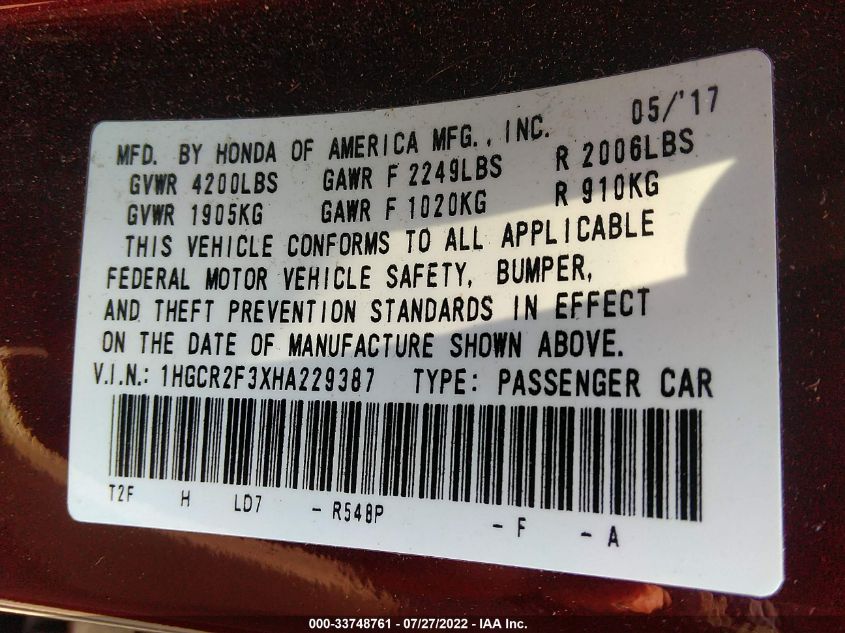 MFD. BY HONDA OF AMERICA MFG., INC. 05/'17
GVWR 4200LBS GAWR F 2249LBS R 2006LBS
GVWR 1905KG GAWR F 1020KG R 910KG
THIS VEHICLE CONFORMS TO ALL APPLICABLE
FEDERAL MOTOR VEHICLE SAFETY, BUMPER,
AND THEFT PREVENTION STANDARDS IN EFFECT
ON THE DATE OF MANUFACTURE SHOWN ABOVE.
V.I.N.: 1HGCR2F3XHA229387 TYPE: PASSENGER CAR
T2F H LD7 - R548P - F - A
000-33748761 / 07/27/2022 - IAA Inc.